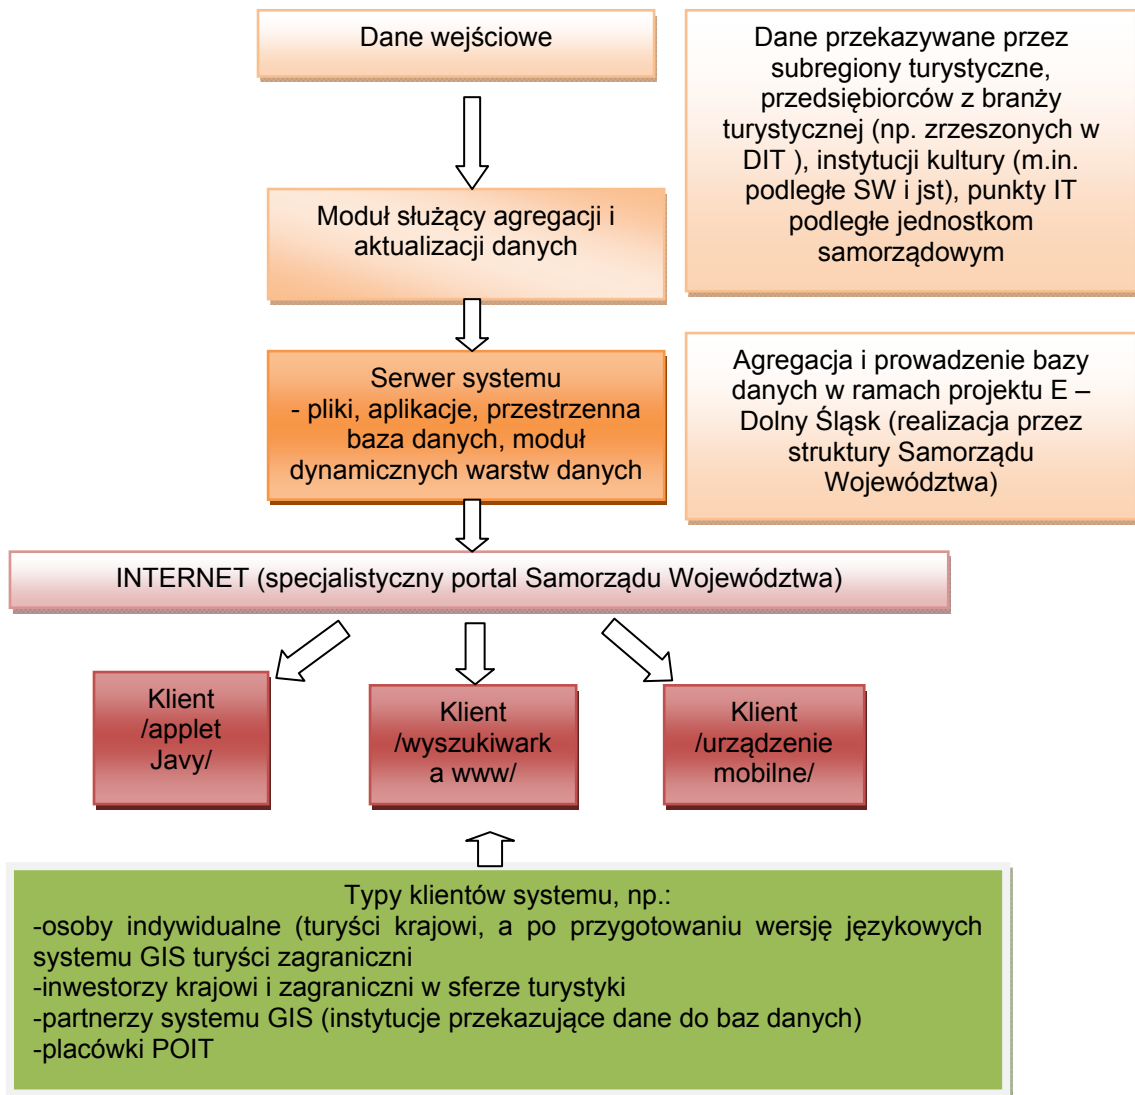 Dane wejściowe
Dane przekazywane przez
subregiony turystyczne,
przedsiębiorców z branży
turystycznej (np. zrzeszonych w
DIT ), instytucji kultury (m.in.
podległe SW i jst), punkty IT
podległe jednostkom
samorządowym
Moduł służący agregacji i
aktualizacji danych
Serwer systemu
- pliki, aplikacje, przestrzenna
baza danych, moduł
dynamicznych warstw danych
Agregacja i prowadzenie bazy
danych w ramach projektu E –
Dolny Śląsk (realizacja przez
struktury Samorządu
Województwa)
INTERNET (specjalistyczny portal Samorządu Województwa)
Klient
/applet
Javy/
Klient
/wyszukiwark
a www/
Klient
/urządzenie
mobilne/
Typy klientów systemu, np.:
-osoby indywidualne (turyści krajowi, a po przygotowaniu wersję językowych
systemu GIS turyści zagraniczni
-inwestorzy krajowi i zagraniczni w sferze turystyki
-partnerzy systemu GIS (instytucje przekazujące dane do baz danych)
-placówki POIT